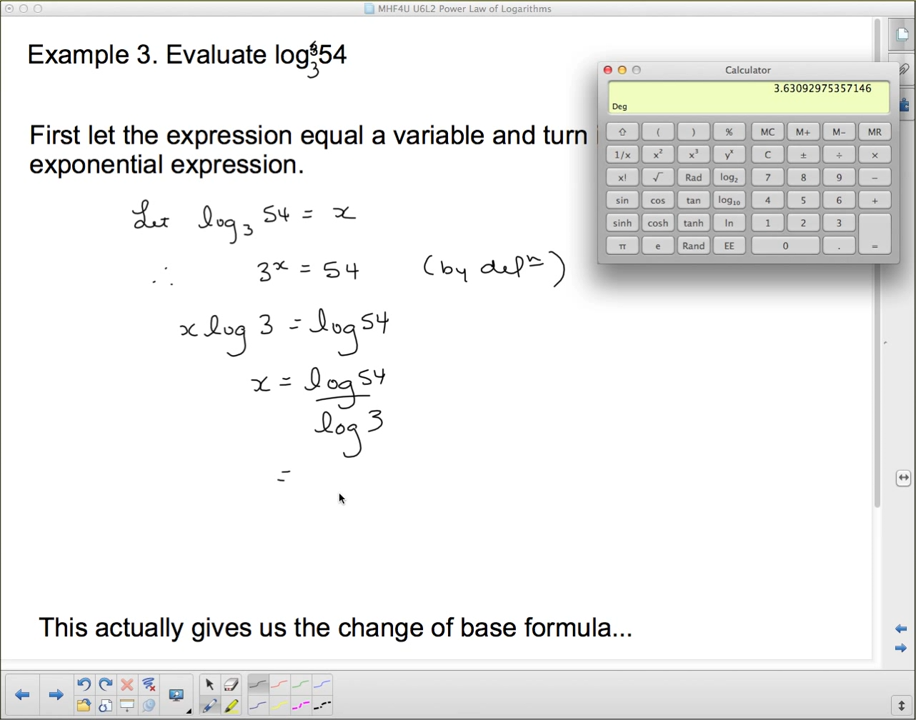 MHF4U U6L2 Power Law of Logarithms
Example 3. Evaluate log₃54
Calculator
3.63092975357146
Deg
( ) % MC M+ M− MR
1/x x² x³ yˣ C ± ÷ ×
x! √ Rad log₂ 7 8 9 −
sin cos tan log₁₀ 4 5 6 +
sinh cosh tanh ln 1 2 3
π e Rand EE 0 . =
First let the expression equal a variable and turn
exponential expression.
Let log₃ 54 = x
∴ 3ˣ = 54 (by defⁿ)
x log 3 = log 54
x = log 54
log 3
=
This actually gives us the change of base formula...